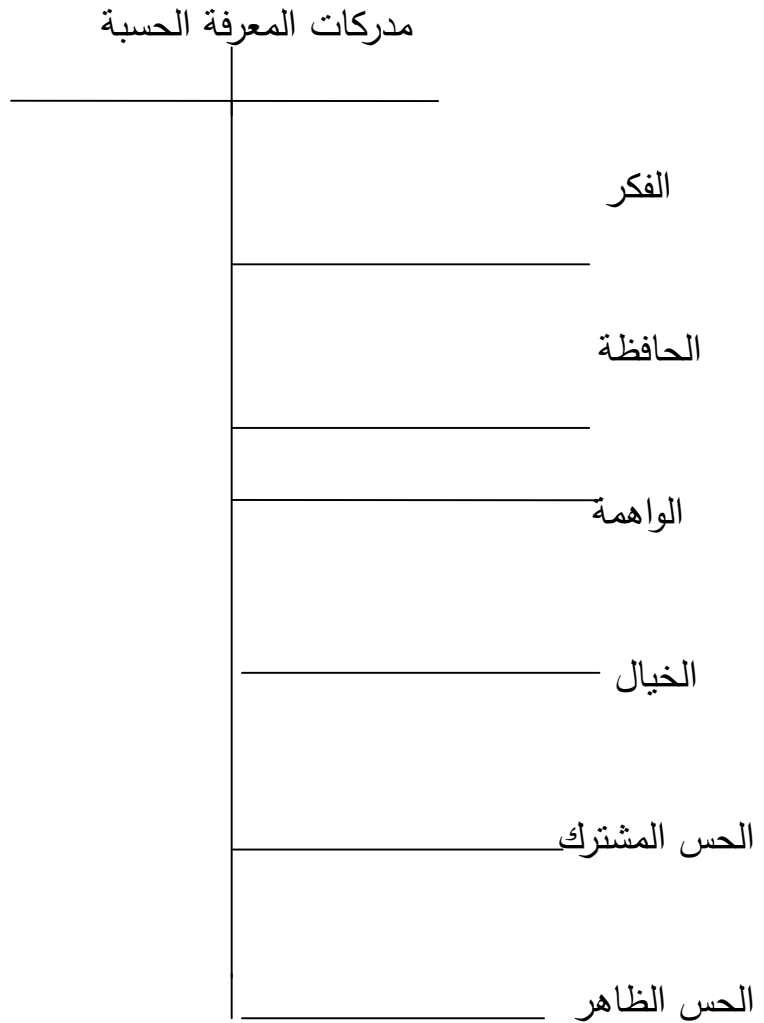 مدركات المعرفة الحسبة
الفكر
الحافظة
الواهمة
الخيال
الحس المشترك
الحس الظاهر